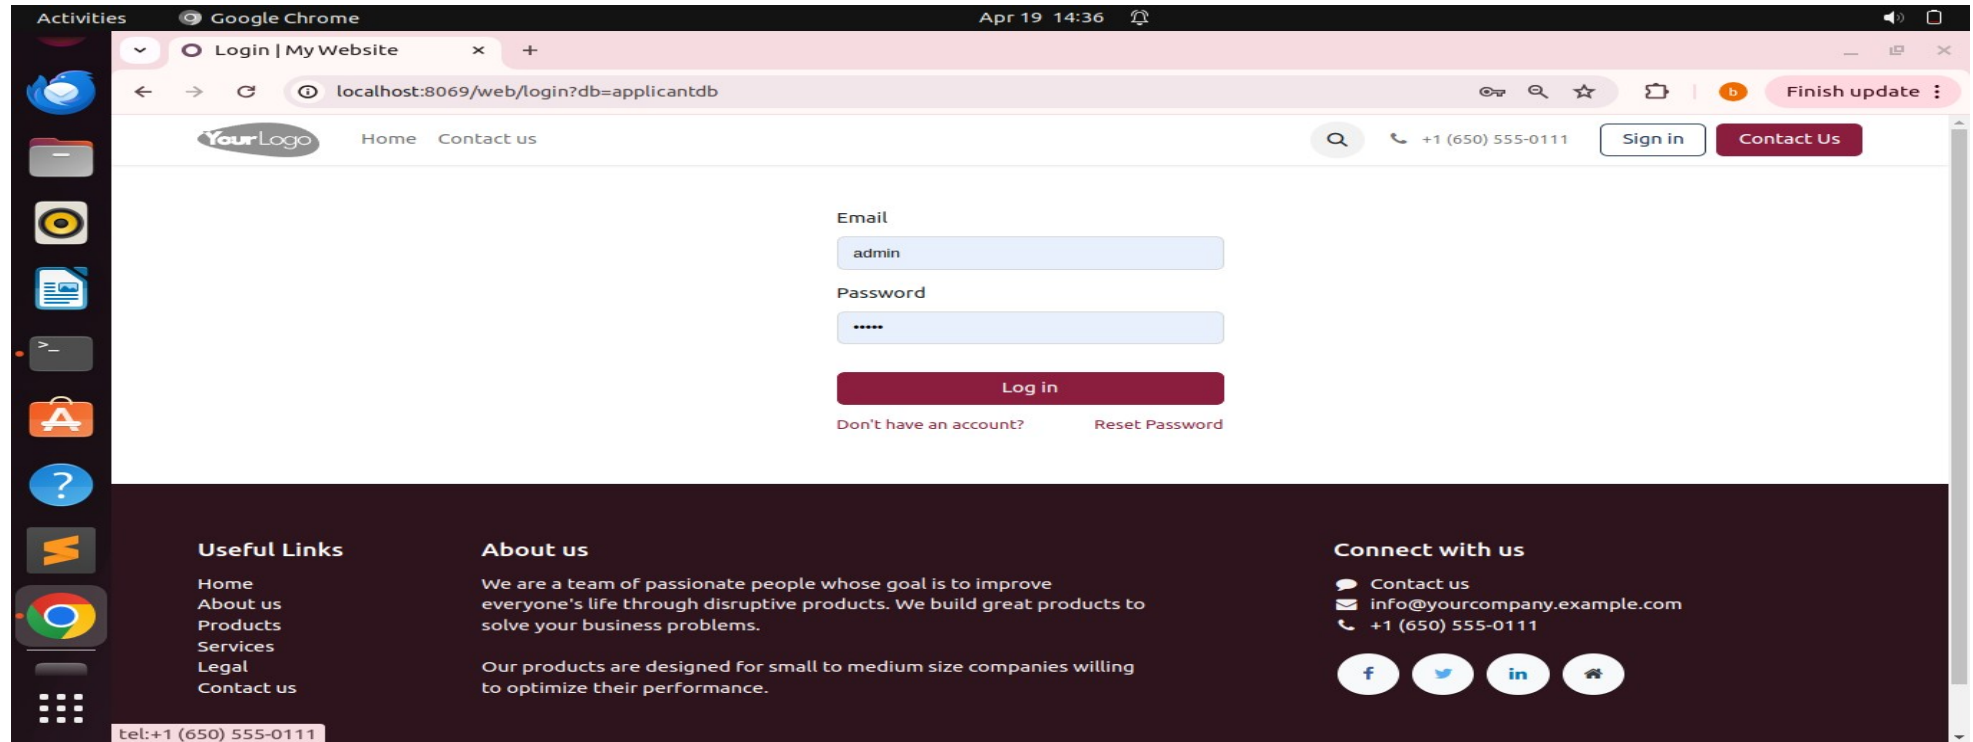 Activities Google Chrome Apr 19 14:36
Login | My Website
localhost:8069/web/login?db=applicantdb b Finish update
YourLogo Home Contact us +1 (650) 555-0111 Sign in Contact Us
Email
admin
Password
•••••
Log in
Don't have an account? Reset Password
Useful Links
Home
About us
Products
Services
Legal
Contact us
About us
We are a team of passionate people whose goal is to improve
everyone's life through disruptive products. We build great products to
solve your business problems.
Our products are designed for small to medium size companies willing
to optimize their performance.
Connect with us
Contact us
info@yourcompany.example.com
+1 (650) 555-0111
f in
tel:+1 (650) 555-0111